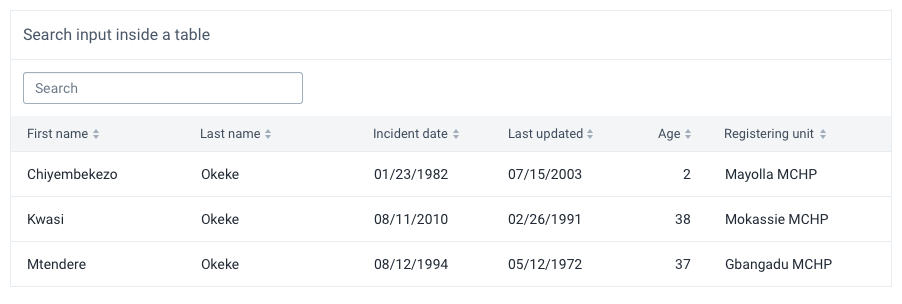 Search input inside a table
Search
First name Last name Incident date Last updated Age Registering unit
Chiyembekezo Okeke 01/23/1982 07/15/2003 2 Mayolla MCHP
Kwasi Okeke 08/11/2010 02/26/1991 38 Mokassie MCHP
Mtendere Okeke 08/12/1994 05/12/1972 37 Gbangadu MCHP